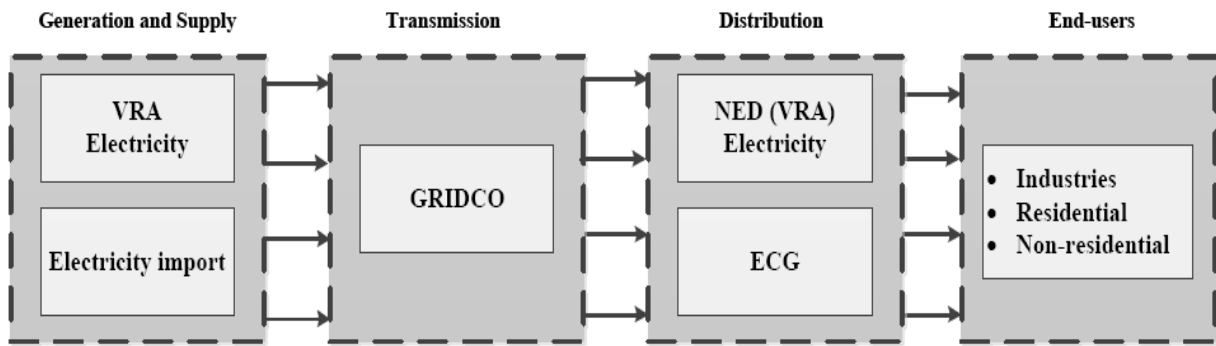 Generation and Supply
Transmission
Distribution
End-users
VRA
Electricity
Electricity import
GRIDCO
NED (VRA)
Electricity
ECG
• Industries
• Residential
• Non-residential